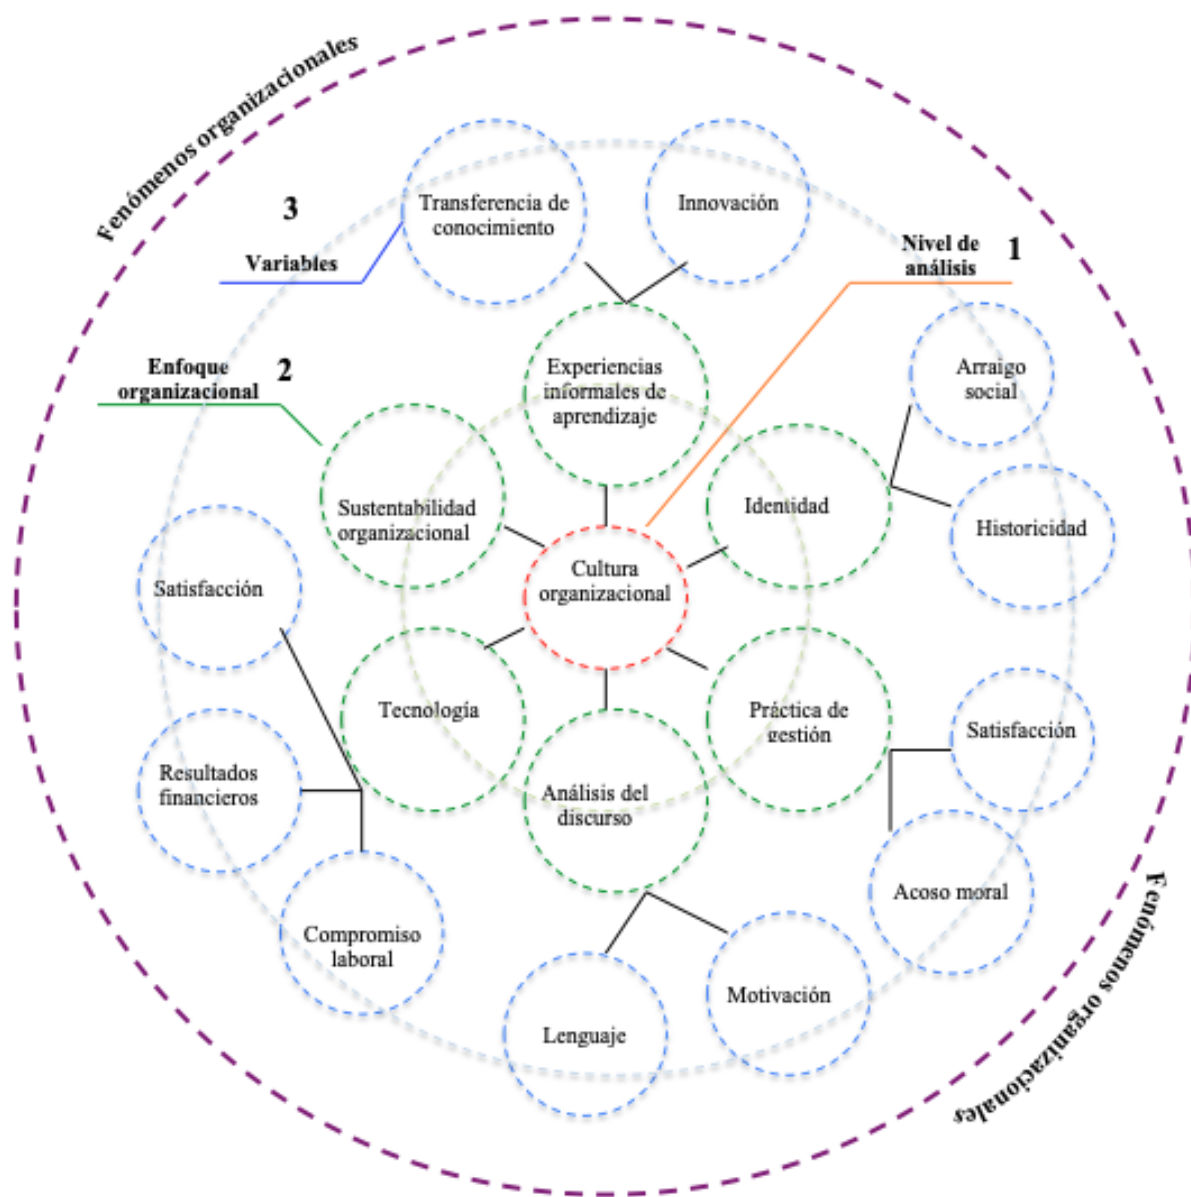 Fenómenos organizacionales
3
Variables
Transferencia de
conocimiento
Innovación
Nivel de
análisis
1
Enfoque
organizacional
2
Experiencias
informales de
aprendizaje
Arraigo
social
Sustentabilidad
organizacional
Identidad
Historicidad
Cultura
organizacional
Satisfacción
Tecnología
Práctica de
gestión
Satisfacción
Resultados
financieros
Análisis del
discurso
Acoso moral
Compromiso
laboral
Motivación
Lenguaje
Fenómenos organizacionales